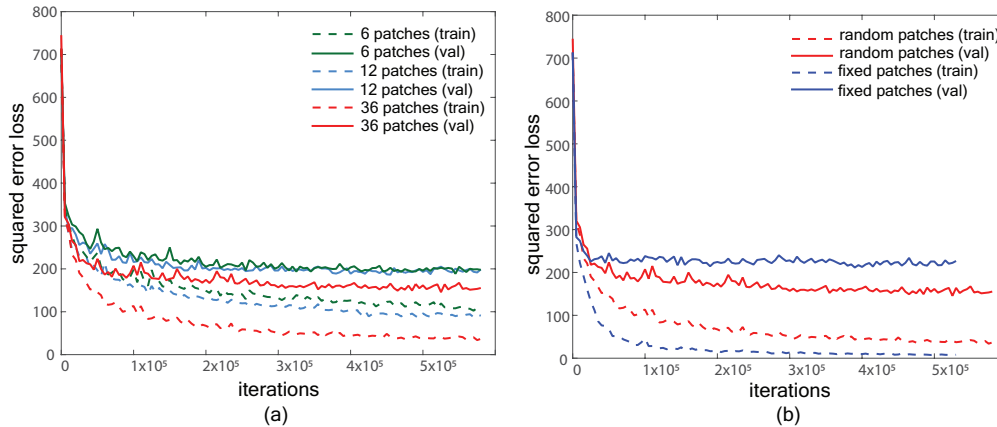 800
700
600
500
400
300
200
100
0
squared error loss
6 patches (train)
6 patches (val)
12 patches (train)
12 patches (val)
36 patches (train)
36 patches (val)
0 1x10⁵ 2x10⁵ 3x10⁵ 4x10⁵ 5x10⁵
iterations
(a)
800
700
600
500
400
300
200
100
0
squared error loss
random patches (train)
random patches (val)
fixed patches (train)
fixed patches (val)
0 1x10⁵ 2x10⁵ 3x10⁵ 4x10⁵ 5x10⁵
iterations
(b)